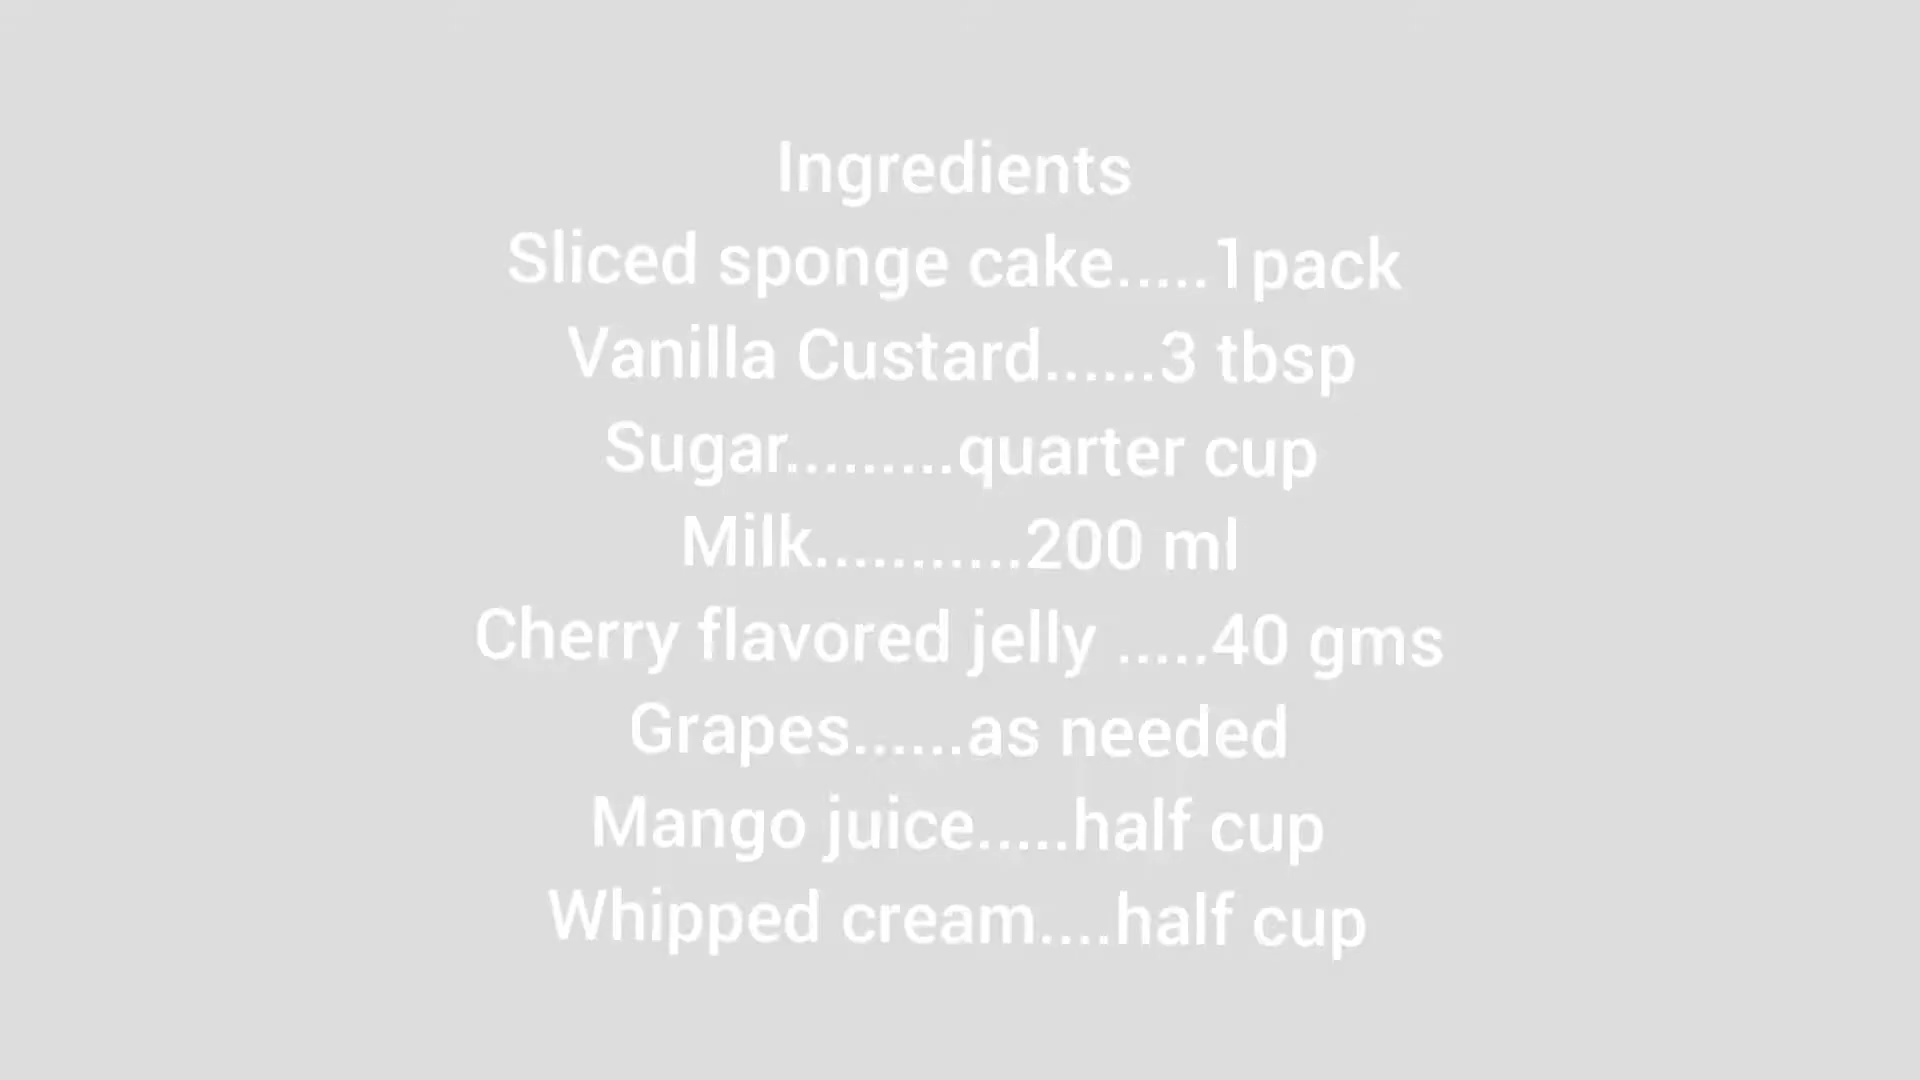 Ingredients
Sliced sponge cake.....1pack
Vanilla Custard......3 tbsp
Sugar.........quarter cup
Milk...........200 ml
Cherry flavored jelly .....40 gms
Grapes......as needed
Mango juice.....half cup
Whipped cream....half cup